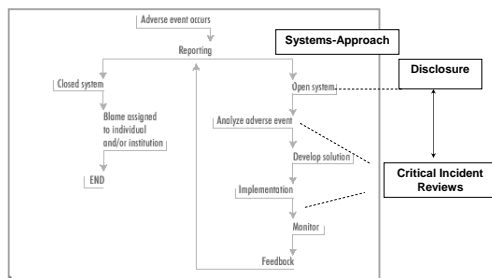 Adverse event occurs
Reporting
Systems-Approach
Disclosure
Closed system
Open system
Blame assigned
to individual
and/or institution
Analyze adverse event
END
Develop solution
Critical Incident
Reviews
Implementation
Monitor
Feedback